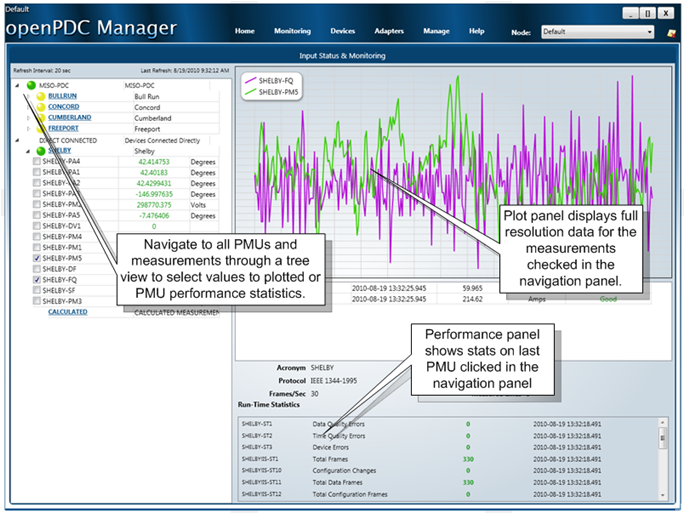 Default
openPDC Manager
Home Monitoring Devices Adapters Manage Help Node: Default
Input Status & Monitoring
Refresh Interval: 20 sec Last Refresh: 8/19/2010 9:32:12 AM
MISO-PDC MISO-PDC
BULLRUN Bull Run
CONCORD Concord
CUMBERLAND Cumberland
FREEPORT Freeport
DIRECT CONNECTED Devices Connected Directly
SHELBY Shelby
SHELBY-PA4 42.414753 Degrees
SHELBY-PA1 42.40183 Degrees
42.4299431 Degrees
-146.997635 Degrees
SHELBY-PM 298770.375 Volts
SHELBY-PA5 -7.476406 Degrees
SHELBY-DV1 0
SHELBY-PM4
SHELBY-PM1
SHELBY-PM5
SHELBY-DF
SHELBY-FQ
SHELBY-SF
SHELBY-PM3
CALCULATED CALCULATED MEASUREMEN
SHELBY-FQ
SHELBY-PM5
Navigate to all PMUs and
measurements through a tree
view to select values to plotted or
PMU performance statistics.
Plot panel displays full
resolution data for the
measurements
checked in the
navigation panel.
2010-08-19 13:32:25.945 59.965
2010-08-19 13:32:25.945 214.62 Amps Good
Performance panel
shows stats on last
PMU clicked in the
navigation panel
Acronym SHELBY
Protocol IEEE 1344-1995
Frames/Sec 30
Run-Time Statistics
SHELBY-ST1 Data Quality Errors 0 2010-08-19 13:32:18.491
SHELBY-ST2 Time Quality Errors 0 2010-08-19 13:32:18.491
SHELBY-ST3 Device Errors 0 2010-08-19 13:32:18.491
SHELBY!IS-ST1 Total Frames 330 2010-08-19 13:32:18.491
SHELBY!IS-ST10 Configuration Changes 0 2010-08-19 13:32:18.491
SHELBY!IS-ST11 Total Data Frames 330 2010-08-19 13:32:18.491
SHELBY!IS-ST12 Total Configuration Frames 0 2010-08-19 13:32:18.491